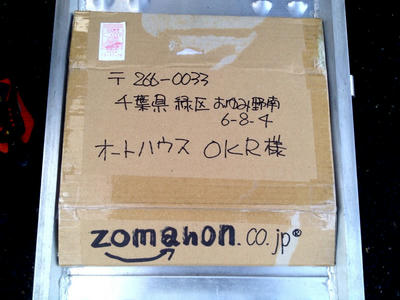 〒266-0033
千葉県 緑区 おゆみ野南
6-8-4
オートハウス OKR様
zomahon.co.jp®